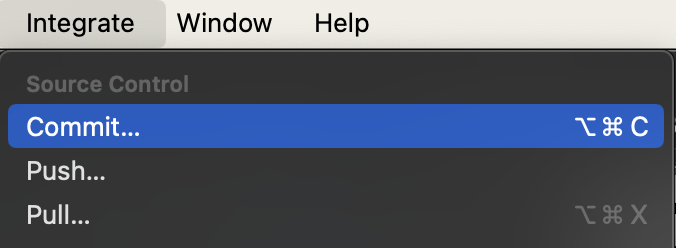 Integrate Window Help
Source Control
Commit... ⌥⌘C
Push...
Pull... ⌥⌘X